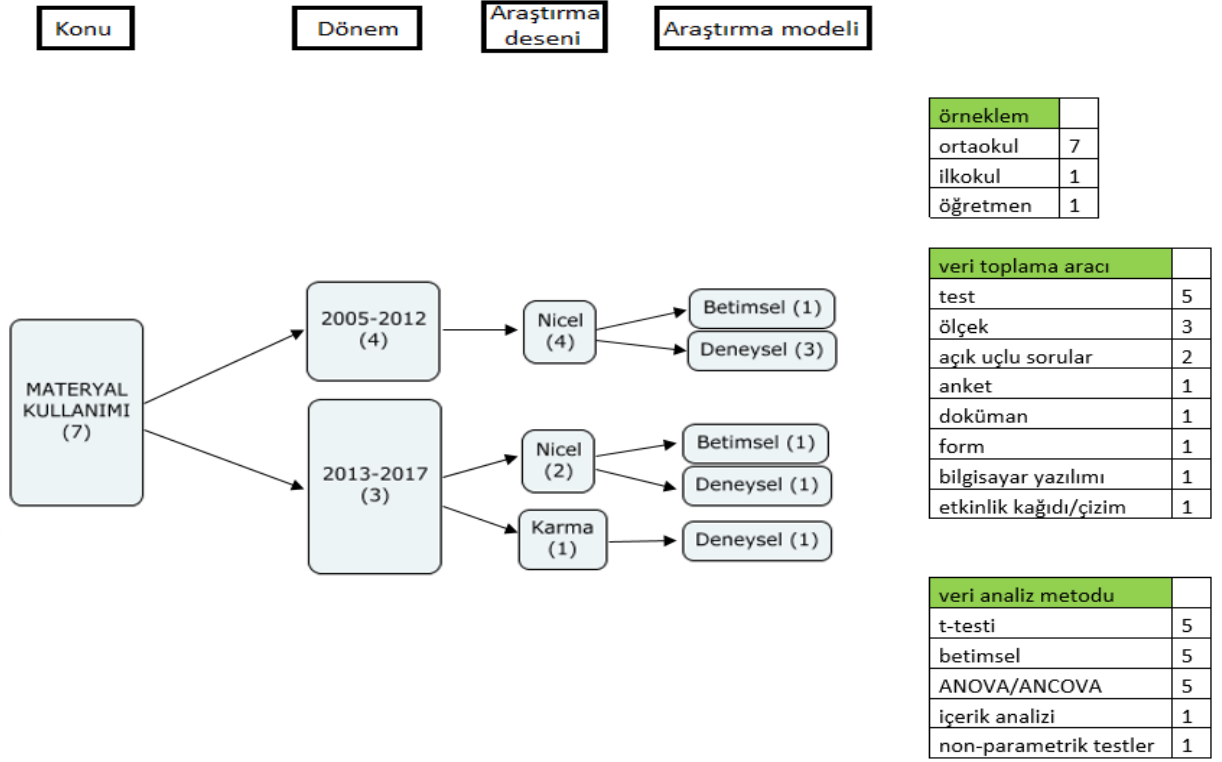 Konu
Dönem
Araştırma
deseni
Araştırma modeli
örneklem
ortaokul 7
ilkokul 1
öğretmen 1
veri toplama aracı
test 5
ölçek 3
açık uçlu sorular 2
anket 1
doküman 1
form 1
bilgisayar yazılımı 1
etkinlik kağıdı/çizim 1
veri analiz metodu
t-testi 5
betimsel 5
ANOVA/ANCOVA 5
içerik analizi 1
non-parametrik testler 1
MATERYAL
KULLANIMI
(7)
2005-2012
(4)
Nicel
(4)
Betimsel (1)
Deneysel (3)
2013-2017
(3)
Nicel
(2)
Betimsel (1)
Deneysel (1)
Karma
(1)
Deneysel (1)